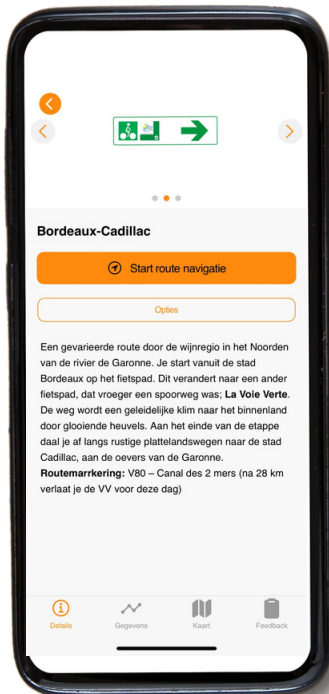 Bordeaux-Cadillac
Start route navigatie
Opties
Een gevarieerde route door de wijnregio in het Noorden
van de rivier de Garonne. Je start vanuit de stad
Bordeaux op het fietspad. Dit verandert naar een ander
fietspad, dat vroeger een spoorweg was; La Voie Verte.
De weg wordt een geleidelijke klim naar het binnenland
door glooiende heuvels. Aan het einde van de etappe
daal je af langs rustige plattelandswegen naar de stad
Cadillac, aan de oevers van de Garonne.
Routemarrkering: V80 – Canal des 2 mers (na 28 km
verlaat je de VV voor deze dag)
Details
Gegevens
Kaart
Feedback